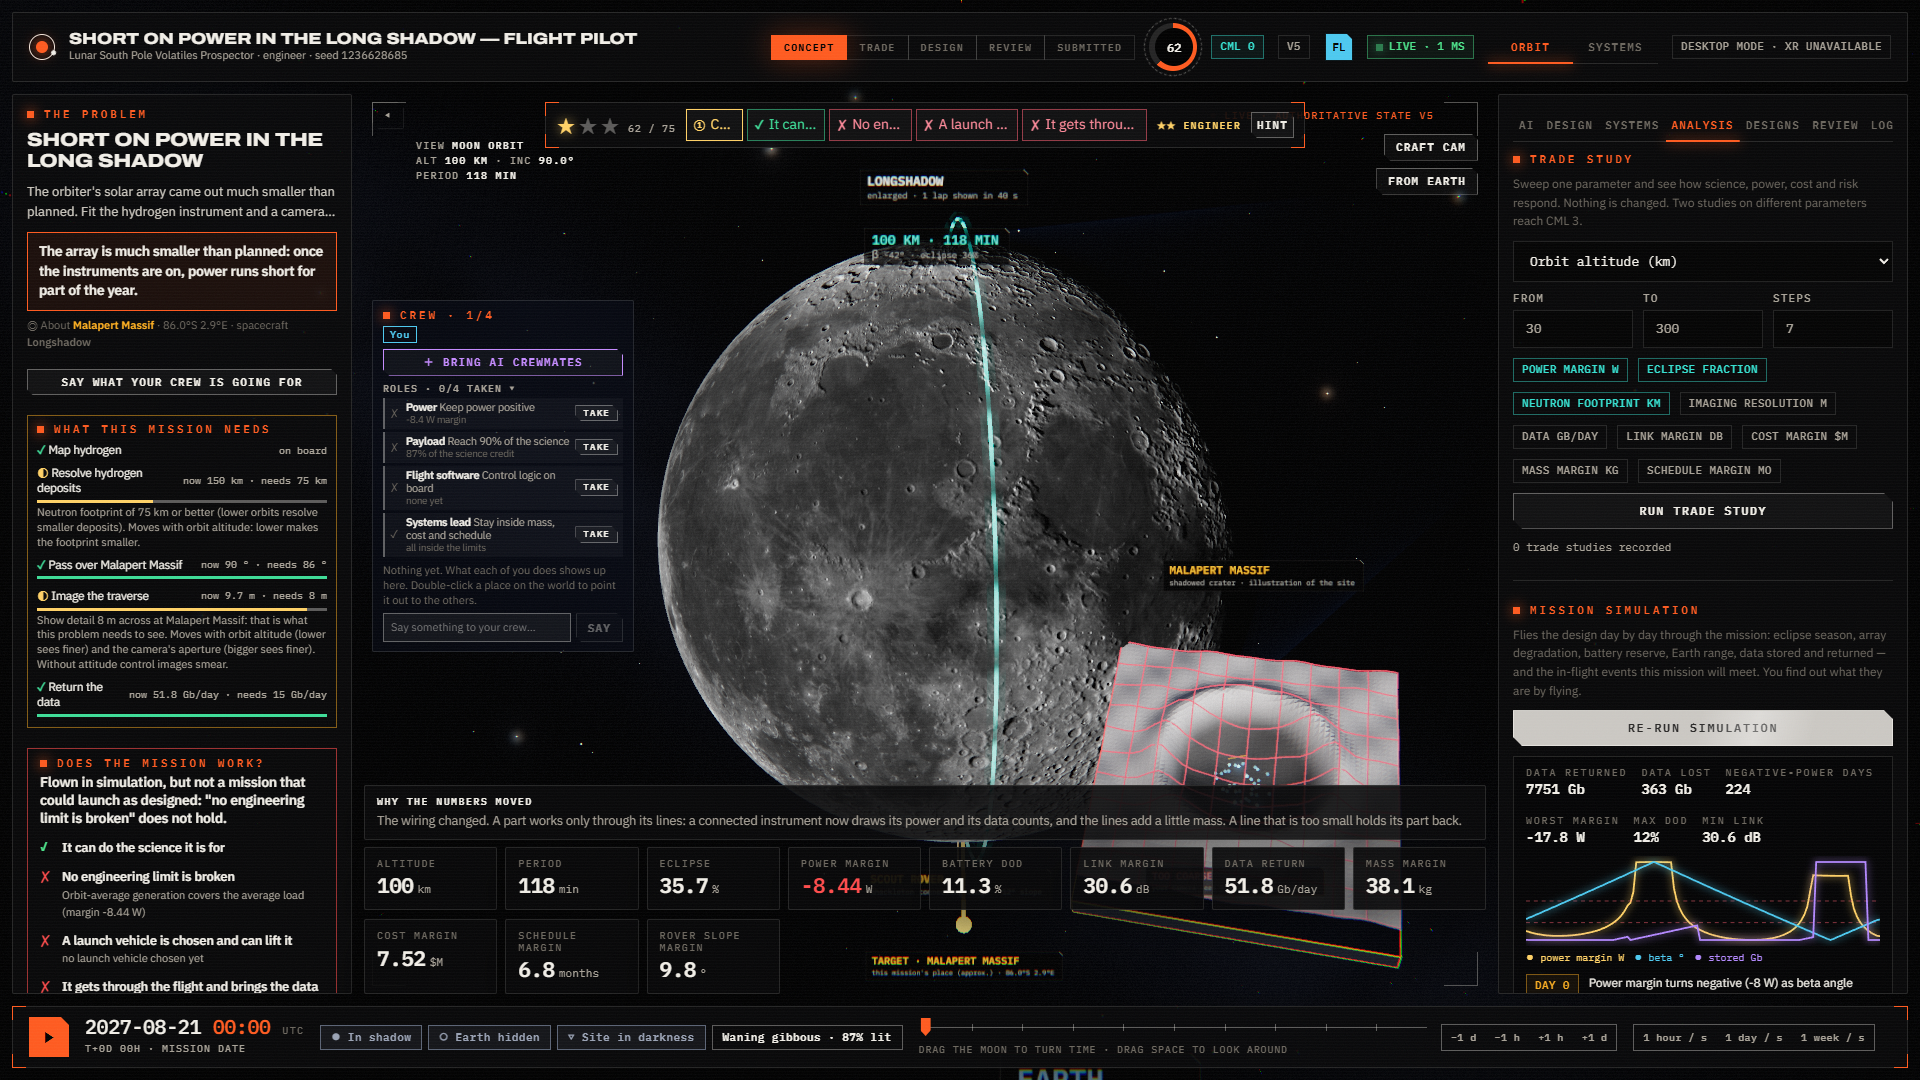 SHORT ON POWER IN THE LONG SHADOW — FLIGHT PILOT
Lunar South Pole Volatiles Prospector · engineer · seed 1236628685
CONCEPT
TRADE
DESIGN
REVIEW
SUBMITTED
62
CML 0
V5
FL
LIVE · 1 MS
ORBIT
SYSTEMS
DESKTOP MODE · XR UNAVAILABLE
THE PROBLEM
SHORT ON POWER IN THE
LONG SHADOW
The orbiter's solar array came out much smaller than
planned. Fit the hydrogen instrument and a camera...
The array is much smaller than planned: once
the instruments are on, power runs short for
part of the year.
About Malapert Massif · 86.0°S 2.9°E · spacecraft
Longshadow
SAY WHAT YOUR CREW IS GOING FOR
WHAT THIS MISSION NEEDS
✓ Map hydrogen
on board
Resolve hydrogen
deposits
now 150 km · needs 75 km
Neutron footprint of 75 km or better (lower orbits resolve
smaller deposits). Moves with orbit altitude: lower makes
the footprint smaller.
✓ Pass over Malapert Massif
now 90 ° · needs 86 °
Image the traverse
now 9.7 m · needs 8 m
Show detail 8 m across at Malapert Massif: that is what
this problem needs to see. Moves with orbit altitude (lower
sees finer) and the camera's aperture (bigger sees finer).
Without attitude control images smear.
✓ Return the
data
now 51.8 Gb/day · needs 15 Gb/day
DOES THE MISSION WORK?
Flown in simulation, but not a mission that
could launch as designed: "no engineering
limit is broken" does not hold.
✓ It can do the science it is for
✗ No engineering limit is broken
Orbit-average generation covers the average load
(margin -8.44 W)
✗ A launch vehicle is chosen and can lift it
no launch vehicle chosen yet
✗ It gets through the flight and brings the data
★★★ 62 / 75
① C...
✓ It can...
✗ No en...
✗ A launch ...
✗ It gets throu...
★★ ENGINEER
HINT
ORITATIVE STATE V5
VIEW MOON ORBIT
ALT 100 KM · INC 90.0°
PERIOD 118 MIN
CRAFT CAM
FROM EARTH
LONGSHADOW
enlarged · 1 lap shown in 40 s
100 KM · 118 MIN
CREW · 1/4
You
+ BRING AI CREWMATES
ROLES · 0/4 TAKEN ▾
✗ Power Keep power positive
-8.4 W margin
TAKE
✗ Payload Reach 90% of the science
87% of the science credit
TAKE
✗ Flight software Control logic on
board
none yet
TAKE
✓ Systems lead Stay inside mass,
cost and schedule
all inside the limits
TAKE
Nothing yet. What each of you does shows up
here. Double-click a place on the world to point
it out to the others.
Say something to your crew...
SAY
MALAPERT MASSIF
shadowed crater · illustration of the site
WHY THE NUMBERS MOVED
The wiring changed. A part works only through its lines: a connected instrument now draws its power and its data counts, and the lines add a little mass. A line that is too small holds its part back.
ALTITUDE
100 km
PERIOD
118 min
ECLIPSE
35.7 %
POWER MARGIN
-8.44 W
BATTERY DOD
11.3 %
LINK MARGIN
30.6 dB
DATA RETURN
51.8 Gb/day
MASS MARGIN
38.1 kg
COST MARGIN
7.52 $M
SCHEDULE
MARGIN
6.8 months
ROVER SLOPE
MARGIN
9.8 °
TARGET · MALAPERT MASSIF
this mission's place (approx.) · 86.0°S 2.9°E
AI
DESIGN
SYSTEMS
ANALYSIS
DESIGNS
REVIEW
LOG
TRADE STUDY
Sweep one parameter and see how science, power, cost and risk
respond. Nothing is changed. Two studies on different parameters
reach CML 3.
Orbit altitude (km)
FROM
TO
STEPS
30
300
7
POWER MARGIN W
ECLIPSE FRACTION
NEUTRON FOOTPRINT KM
IMAGING RESOLUTION M
DATA GB/DAY
LINK MARGIN DB
COST MARGIN $M
MASS MARGIN KG
SCHEDULE MARGIN MO
RUN TRADE STUDY
0 trade studies recorded
MISSION SIMULATION
Flies the design day by day through the mission: eclipse season, array
degradation, battery reserve, Earth range, data stored and returned —
and the in-flight events this mission will meet. You find out what they
are by flying.
RE-RUN SIMULATION
DATA RETURNED
7751 Gb
DATA LOST
363 Gb
NEGATIVE-POWER DAYS
224
WORST MARGIN
-17.8 W
MAX DOD
12%
MIN LINK
30.6 dB
power margin W
beta °
stored Gb
DAY 0
Power margin turns negative (-8 W) as beta angle
2027-08-21 00:00 UTC
T+0D 00H · MISSION DATE
In shadow
Earth hidden
Site in darkness
Waning gibbous · 87% lit
DRAG THE MOON TO TURN TIME · DRAG SPACE TO LOOK AROUND
−1 d
−1 h
+1 h
+1 d
1 hour / s
1 day / s
1 week / s
EARTH